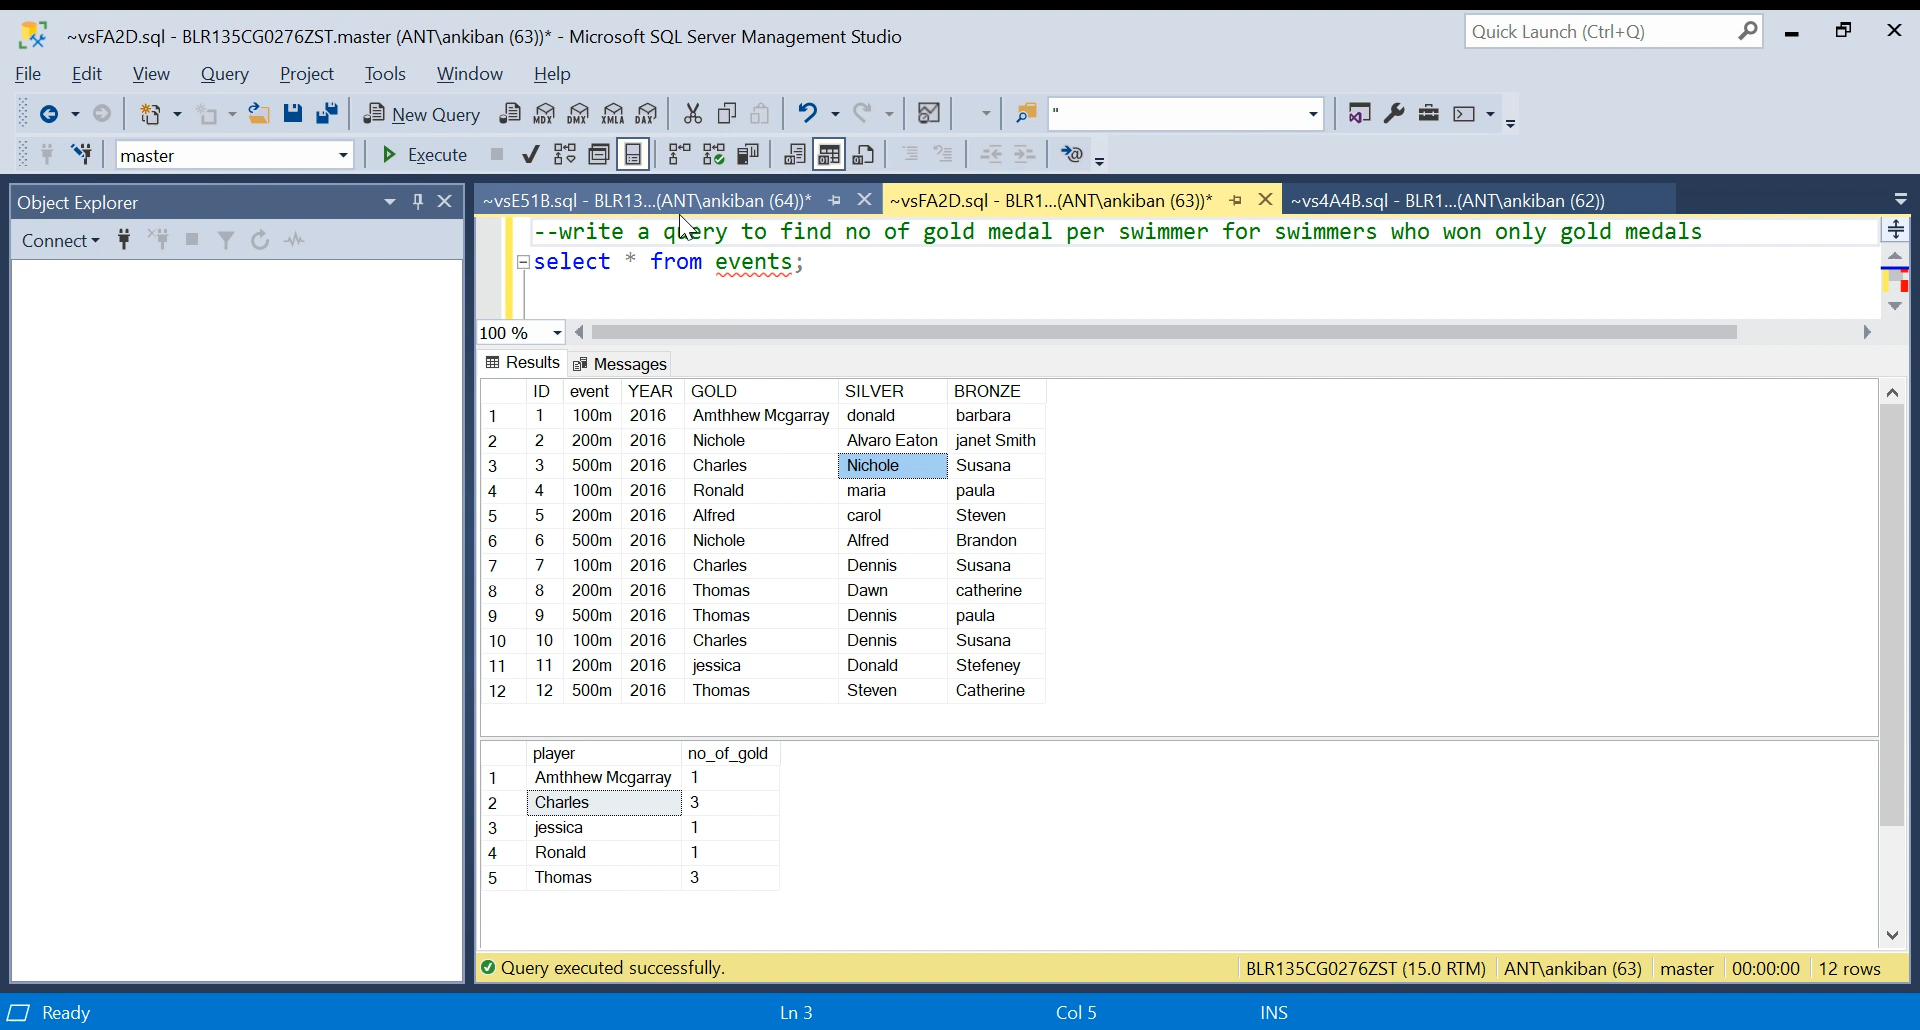 ~vsFA2D.sql - BLR135CG0276ZST.master (ANT\ankiban (63))* - Microsoft SQL Server Management Studio
Quick Launch (Ctrl+Q)
File Edit View Query Project Tools Window Help
New Query MDX DMX XMLA DAX "
master Execute
Object Explorer
Connect
~vsE51B.sql - BLR13...(ANT\ankiban (64))* ~vsFA2D.sql - BLR1...(ANT\ankiban (63))* ~vs4A4B.sql - BLR1...(ANT\ankiban (62))
--write a query to find no of gold medal per swimmer for swimmers who won only gold medals
select * from events;
100 %
Results Messages
ID event YEAR GOLD SILVER BRONZE
1 1 100m 2016 Amthhew Mcgarray donald barbara
2 2 200m 2016 Nichole Alvaro Eaton janet Smith
3 3 500m 2016 Charles Nichole Susana
4 4 100m 2016 Ronald maria paula
5 5 200m 2016 Alfred carol Steven
6 6 500m 2016 Nichole Alfred Brandon
7 7 100m 2016 Charles Dennis Susana
8 8 200m 2016 Thomas Dawn catherine
9 9 500m 2016 Thomas Dennis paula
10 10 100m 2016 Charles Dennis Susana
11 11 200m 2016 jessica Donald Stefeney
12 12 500m 2016 Thomas Steven Catherine
player no_of_gold
1 Amthhew Mcgarray 1
2 Charles 3
3 jessica 1
4 Ronald 1
5 Thomas 3
Query executed successfully. BLR135CG0276ZST (15.0 RTM) ANT\ankiban (63) master 00:00:00 12 rows
Ready Ln 3 Col 5 INS